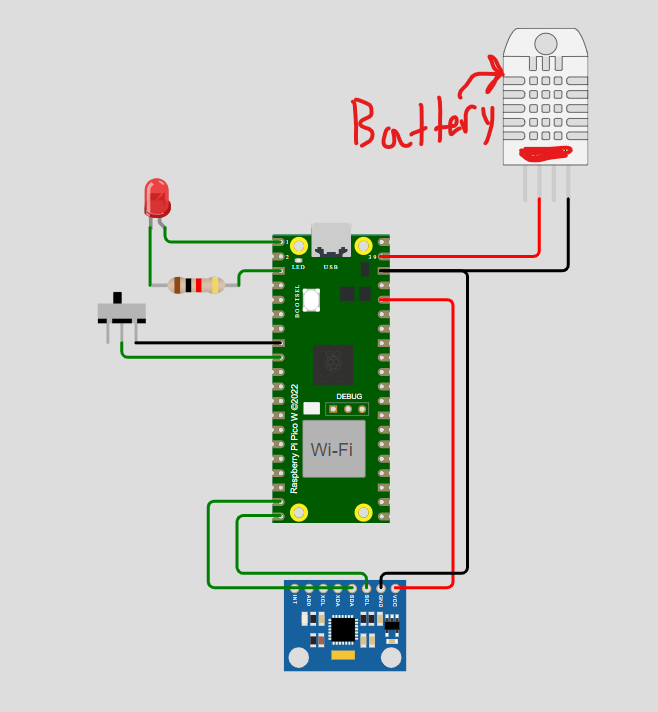 Battery
1
2
39
LED
USB
BOOTSEL
DEBUG
Raspberry Pi Pico W ©2022
Wi-Fi
INT
ADO
XCL
XDA
SDA
SCL
GND
VCC